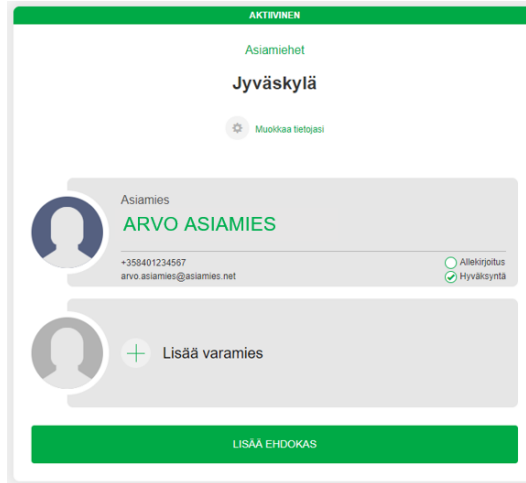 AKTIIVINEN
Asiamiehet
Jyväskylä
Muokkaa tietojasi
Asiamies
ARVO ASIAMIES
+358401234567
Allekirjoitus
arvo.asiamies@asiamies.net
Hyväksyntä
Lisää varamies
LISÄÄ EHDOKAS